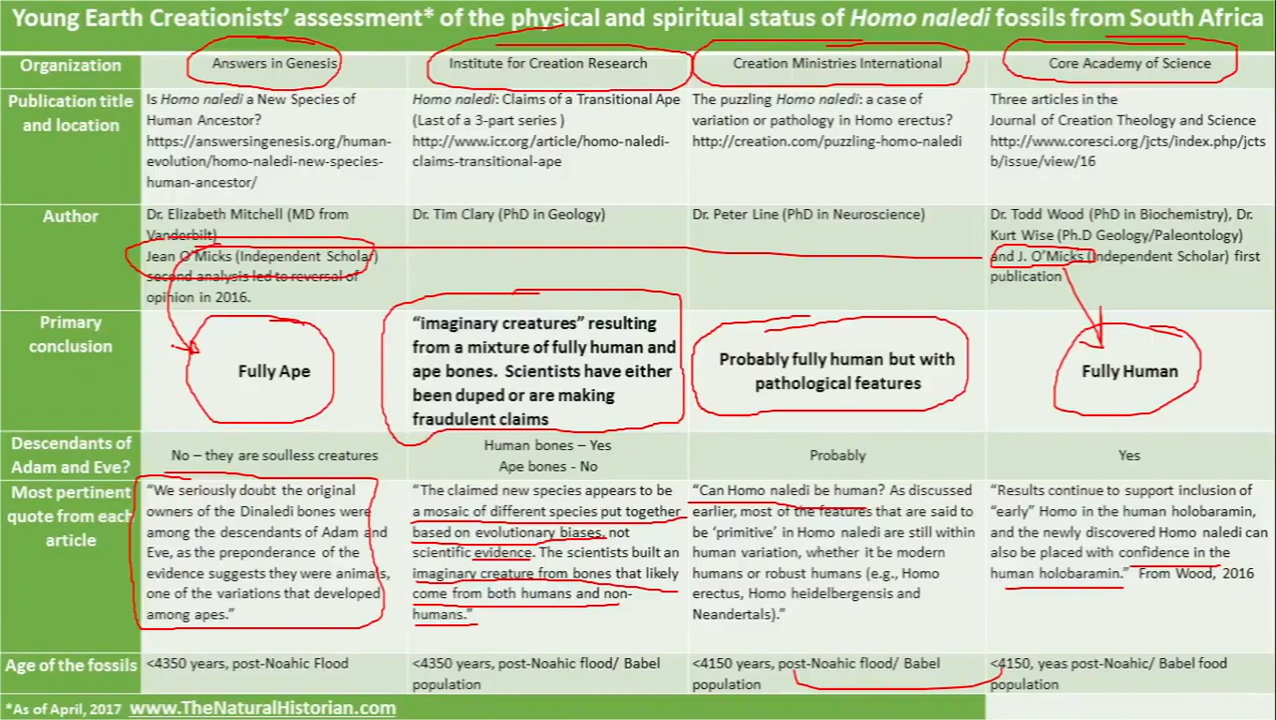 Young Earth Creationists' assessment* of the physical and spiritual status of Homo naledi fossils from South Africa
Organization
Answers in Genesis
Institute for Creation Research
Creation Ministries International
Core Academy of Science
Publication title
and location
Is Homo naledi a New Species of
Human Ancestor?
https://answersingenesis.org/human-
evolution/homo-naledi-new-species-
human-ancestor/
Homo naledi: Claims of a Transitional Ape
(Last of a 3-part series )
http://www.icr.org/article/homo-naledi-
claims-transitional-ape
The puzzling Homo naledi: a case of
variation or pathology in Homo erectus?
http://creation.com/puzzling-homo-naledi
Three articles in the
Journal of Creation Theology and Science
http://www.coresci.org/jcts/index.php/jcts
b/issue/view/16
Author
Dr. Elizabeth Mitchell (MD from
Vanderbilt)
Jean O'Micks (Independent Scholar)
second analysis led to reversal of
opinion in 2016.
Dr. Tim Clary (PhD in Geology)
Dr. Peter Line (PhD in Neuroscience)
Dr. Todd Wood (PhD in Biochemistry), Dr.
Kurt Wise (Ph.D Geology/Paleontology)
and J. O'Micks (Independent Scholar) first
publication
Primary
conclusion
Fully Ape
"imaginary creatures" resulting
from a mixture of fully human and
ape bones. Scientists have either
been duped or are making
fraudulent claims
Probably fully human but with
pathological features
Fully Human
Descendants of
Adam and Eve?
No – they are soulless creatures
Human bones – Yes
Ape bones - No
Probably
Yes
Most pertinent
quote from each
article
"We seriously doubt the original
owners of the Dinaledi bones were
among the descendants of Adam and
Eve, as the preponderance of the
evidence suggests they were animals,
one of the variations that developed
among apes."
"The claimed new species appears to be
a mosaic of different species put together
based on evolutionary biases, not
scientific evidence. The scientists built an
imaginary creature from bones that likely
come from both humans and non-
humans."
"Can Homo naledi be human? As discussed
earlier, most of the features that are said to
be 'primitive' in Homo naledi are still within
human variation, whether it be modern
humans or robust humans (e.g., Homo
erectus, Homo heidelbergensis and
Neandertals)."
"Results continue to support inclusion of
"early" Homo in the human holobaramin,
and the newly discovered Homo naledi can
also be placed with confidence in the
human holobaramin." From Wood, 2016
Age of the fossils
<4350 years, post-Noahic Flood
<4350 years, post-Noahic flood/ Babel
population
<4150 years, post-Noahic flood/ Babel
population
<4150, yeas post-Noahic/ Babel food
population
*As of April, 2017 www.TheNaturalHistorian.com